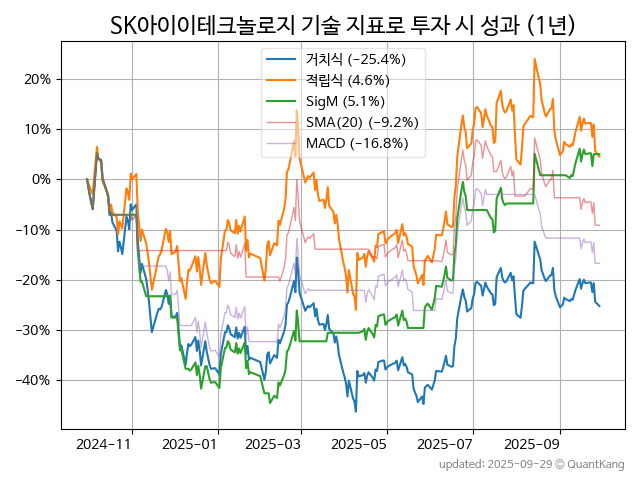 SK아이이테크놀로지 기술 지표로 투자 시 성과 (1년)
거치식 (−25.4%)
적립식 (4.6%)
SigM (5.1%)
SMA(20) (−9.2%)
MACD (−16.8%)
20%
10%
0%
−10%
−20%
−30%
−40%
2024-11 2025-01 2025-03 2025-05 2025-07 2025-09
updated: 2025-09-29 © QuantKang